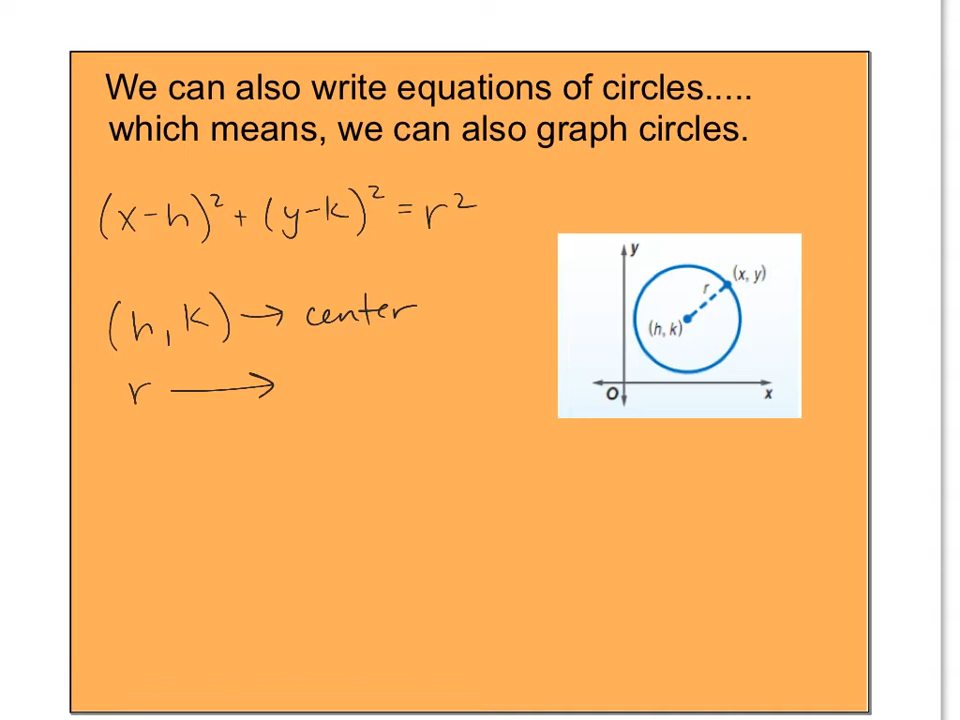 We can also write equations of circles.....
which means, we can also graph circles.
(x-h)² + (y-k)² = r²
(h, k) → center
r →
y
(x, y)
r
(h, k)
O
x